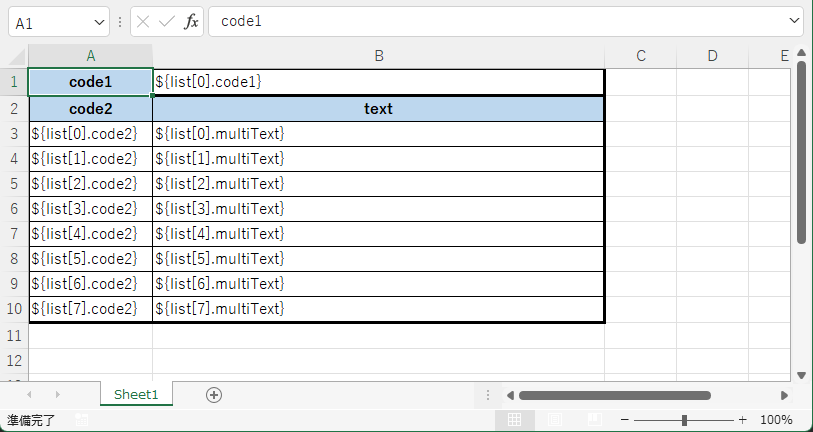 A1 fx code1
A B C D E
1 code1 ${list[0].code1}
2 code2 text
3 ${list[0].code2} ${list[0].multiText}
4 ${list[1].code2} ${list[1].multiText}
5 ${list[2].code2} ${list[2].multiText}
6 ${list[3].code2} ${list[3].multiText}
7 ${list[4].code2} ${list[4].multiText}
8 ${list[5].code2} ${list[5].multiText}
9 ${list[6].code2} ${list[6].multiText}
10 ${list[7].code2} ${list[7].multiText}
11
12
Sheet1
準備完了 100%